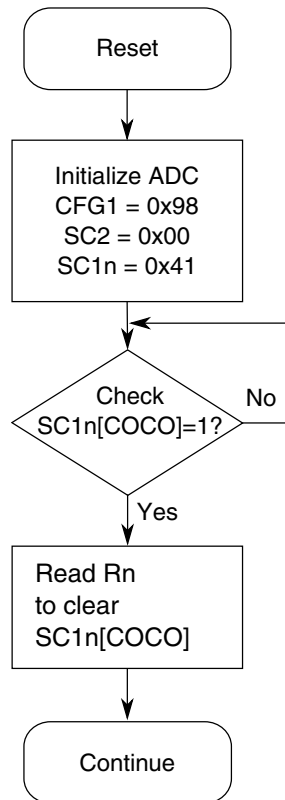 Reset
Initialize ADC
CFG1 = 0x98
SC2 = 0x00
SC1n = 0x41
Check
SC1n[COCO]=1?
No
Yes
Read Rn
to clear
SC1n[COCO]
Continue